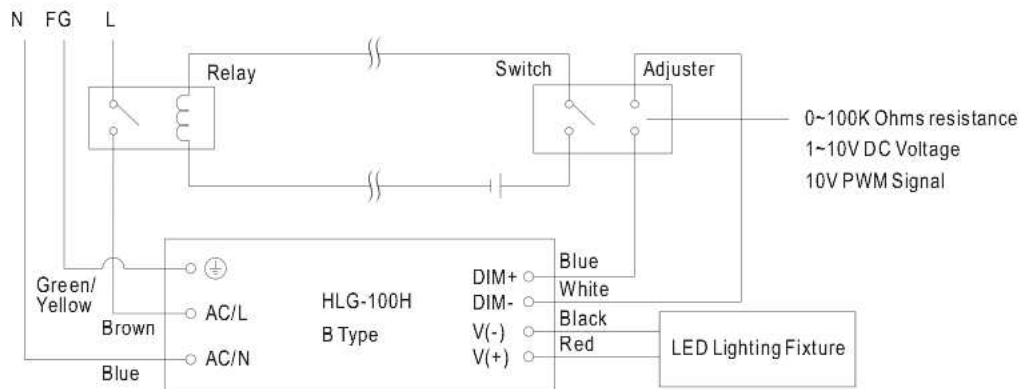 N FG L
Relay
Switch
Adjuster
0~100K Ohms resistance
1~10V DC Voltage
10V PWM Signal
Green/
Yellow
Brown
Blue
AC/L
AC/N
HLG-100H
B Type
DIM+
DIM-
V(-)
V(+)
Blue
White
Black
Red
LED Lighting Fixture